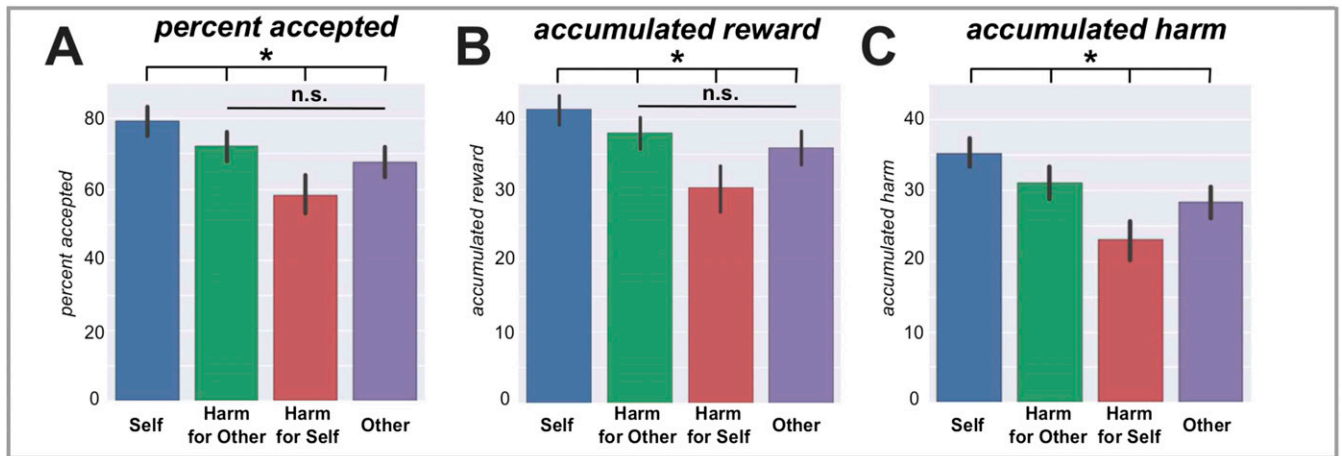 A
percent accepted
*
n.s.
percent accepted
80
60
40
20
0
Self
Harm
for Other
Harm
for Self
Other
B
accumulated reward
*
n.s.
accumulated reward
40
30
20
10
0
Self
Harm
for Other
Harm
for Self
Other
C
accumulated harm
*
accumulated harm
40
30
20
10
0
Self
Harm
for Other
Harm
for Self
Other